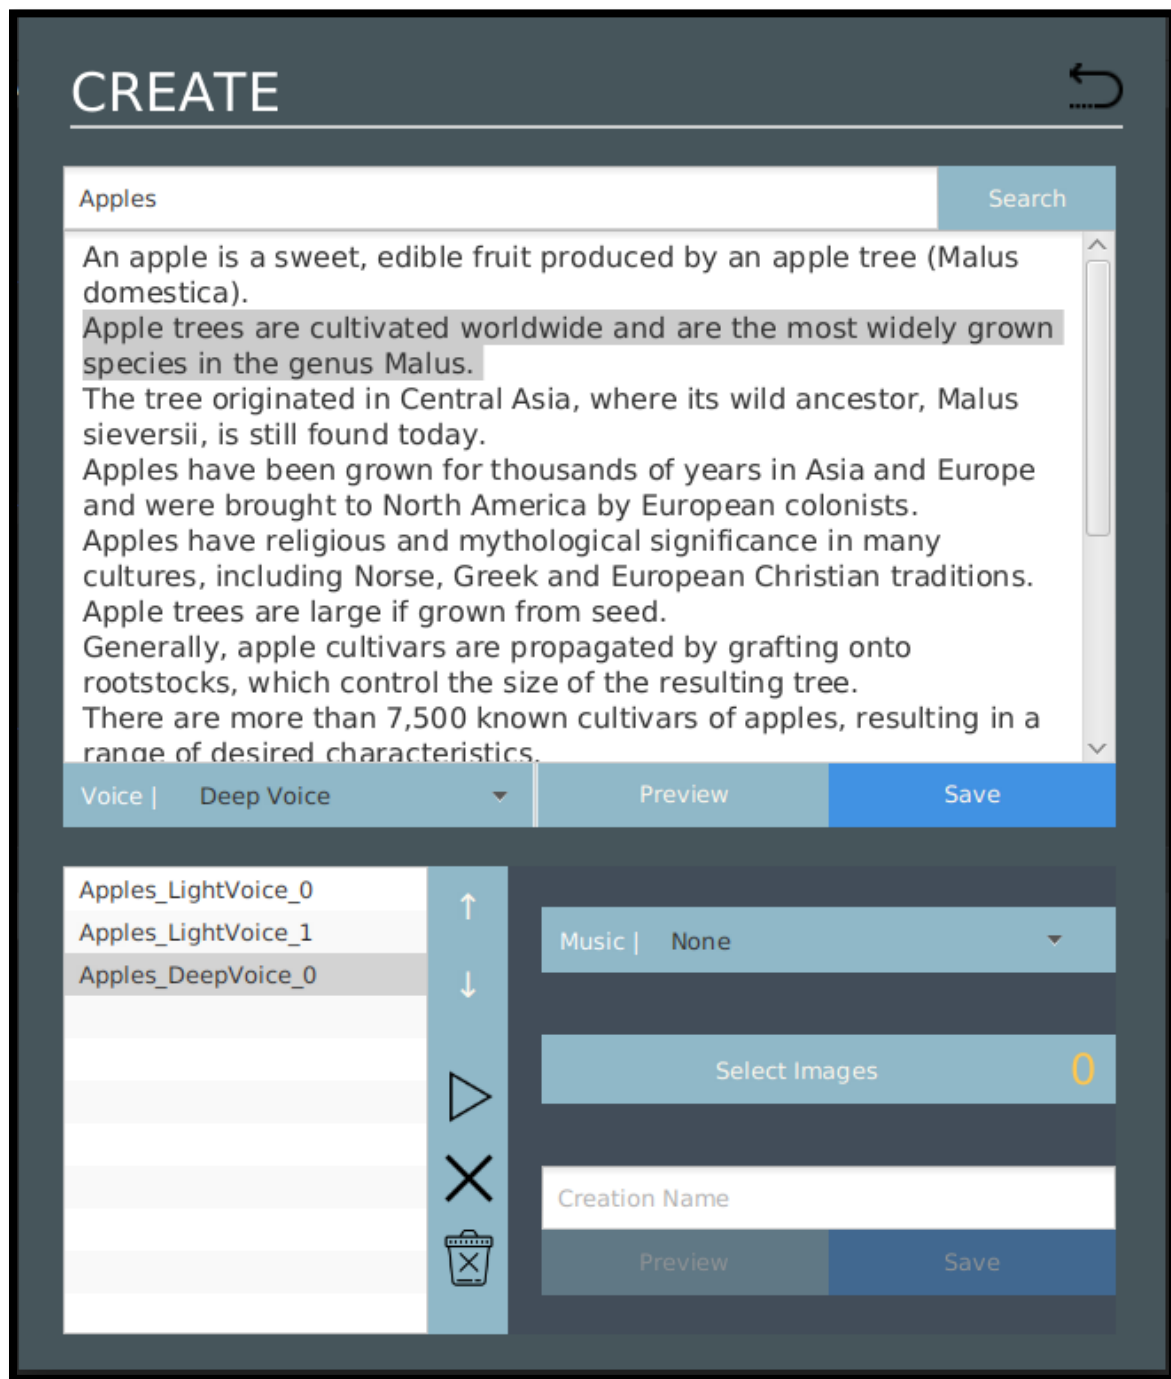 CREATE
Apples
Search
An apple is a sweet, edible fruit produced by an apple tree (Malus
domestica).
Apple trees are cultivated worldwide and are the most widely grown
species in the genus Malus.
The tree originated in Central Asia, where its wild ancestor, Malus
sieversii, is still found today.
Apples have been grown for thousands of years in Asia and Europe
and were brought to North America by European colonists.
Apples have religious and mythological significance in many
cultures, including Norse, Greek and European Christian traditions.
Apple trees are large if grown from seed.
Generally, apple cultivars are propagated by grafting onto
rootstocks, which control the size of the resulting tree.
There are more than 7,500 known cultivars of apples, resulting in a
range of desired characteristics.
Voice | Deep Voice
Preview
Save
Apples_LightVoice_0
Apples_LightVoice_1
Apples_DeepVoice_0
Music | None
Select Images 0
Creation Name
Preview
Save